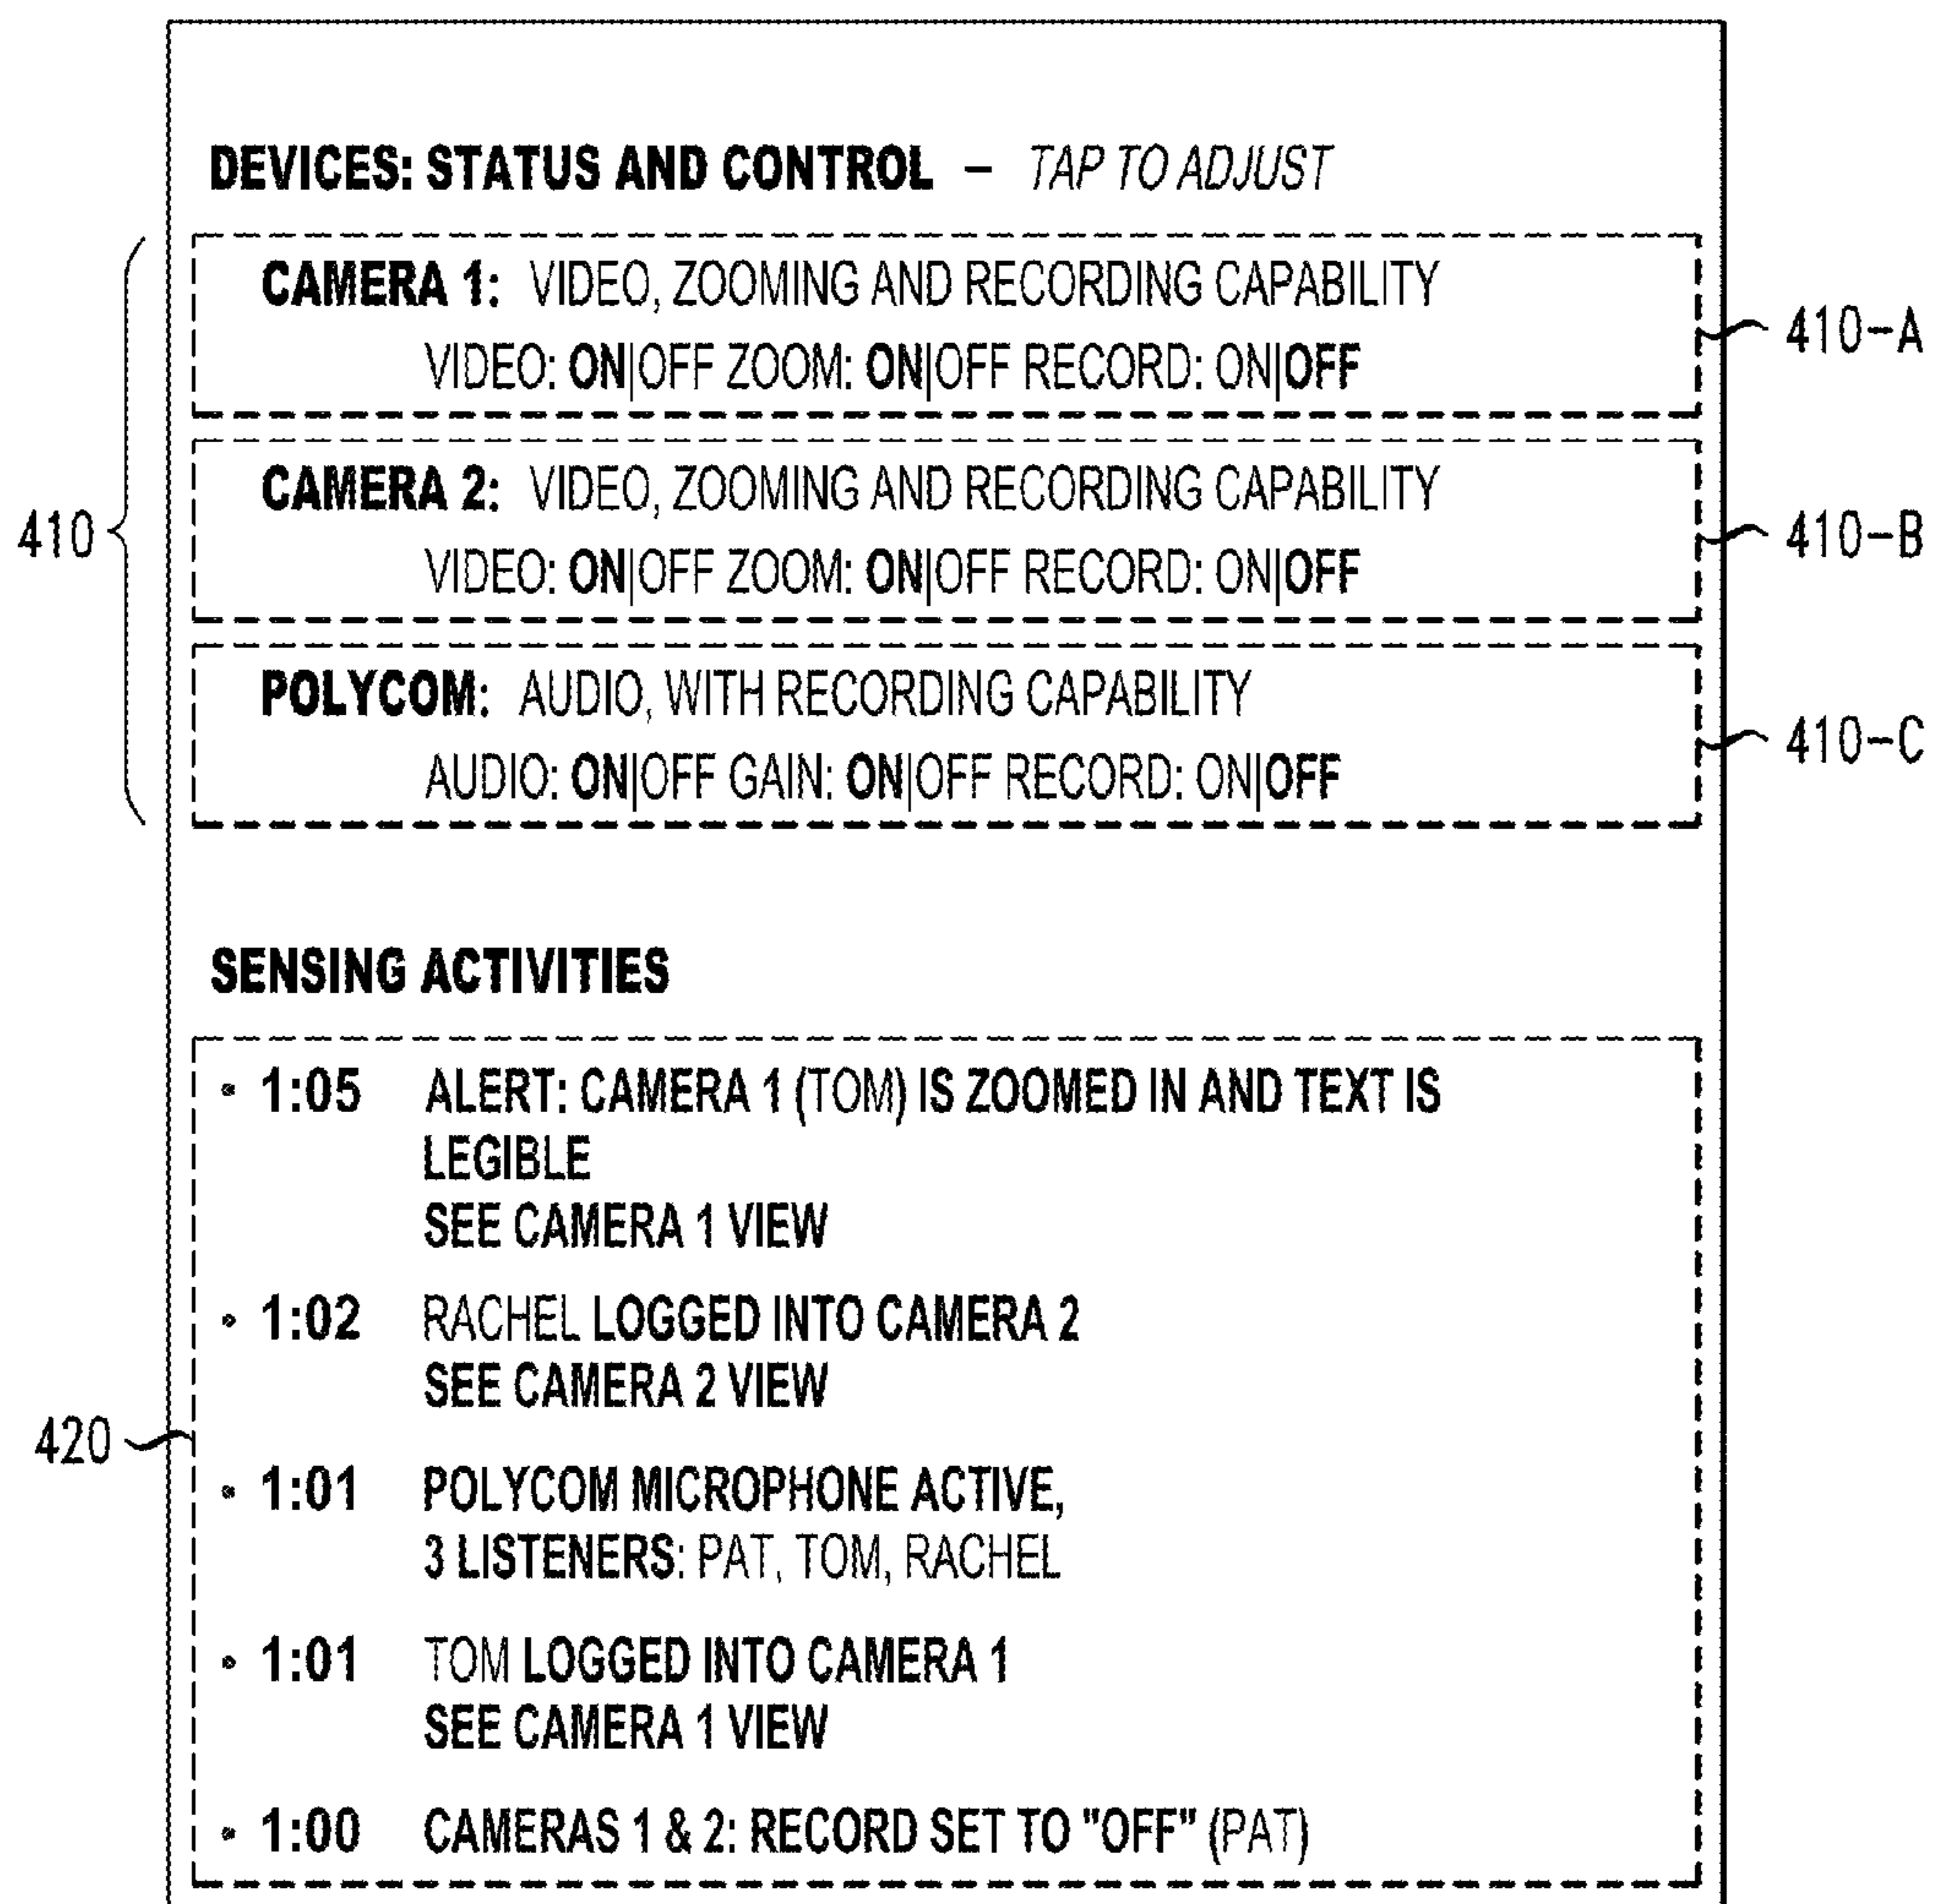 DEVICES: STATUS AND CONTROL – TAP TO ADJUST
CAMERA 1: VIDEO, ZOOMING AND RECORDING CAPABILITY
VIDEO: ON|OFF ZOOM: ON|OFF RECORD: ON|OFF
410-A
CAMERA 2: VIDEO, ZOOMING AND RECORDING CAPABILITY
VIDEO: ON|OFF ZOOM: ON|OFF RECORD: ON|OFF
410-B
410
POLYCOM: AUDIO, WITH RECORDING CAPABILITY
AUDIO: ON|OFF GAIN: ON|OFF RECORD: ON|OFF
410-C
SENSING ACTIVITIES
• 1:05 ALERT: CAMERA 1 (TOM) IS ZOOMED IN AND TEXT IS
LEGIBLE
SEE CAMERA 1 VIEW
• 1:02 RACHEL LOGGED INTO CAMERA 2
SEE CAMERA 2 VIEW
420
• 1:01 POLYCOM MICROPHONE ACTIVE,
3 LISTENERS: PAT, TOM, RACHEL
• 1:01 TOM LOGGED INTO CAMERA 1
SEE CAMERA 1 VIEW
• 1:00 CAMERAS 1 & 2: RECORD SET TO "OFF" (PAT)